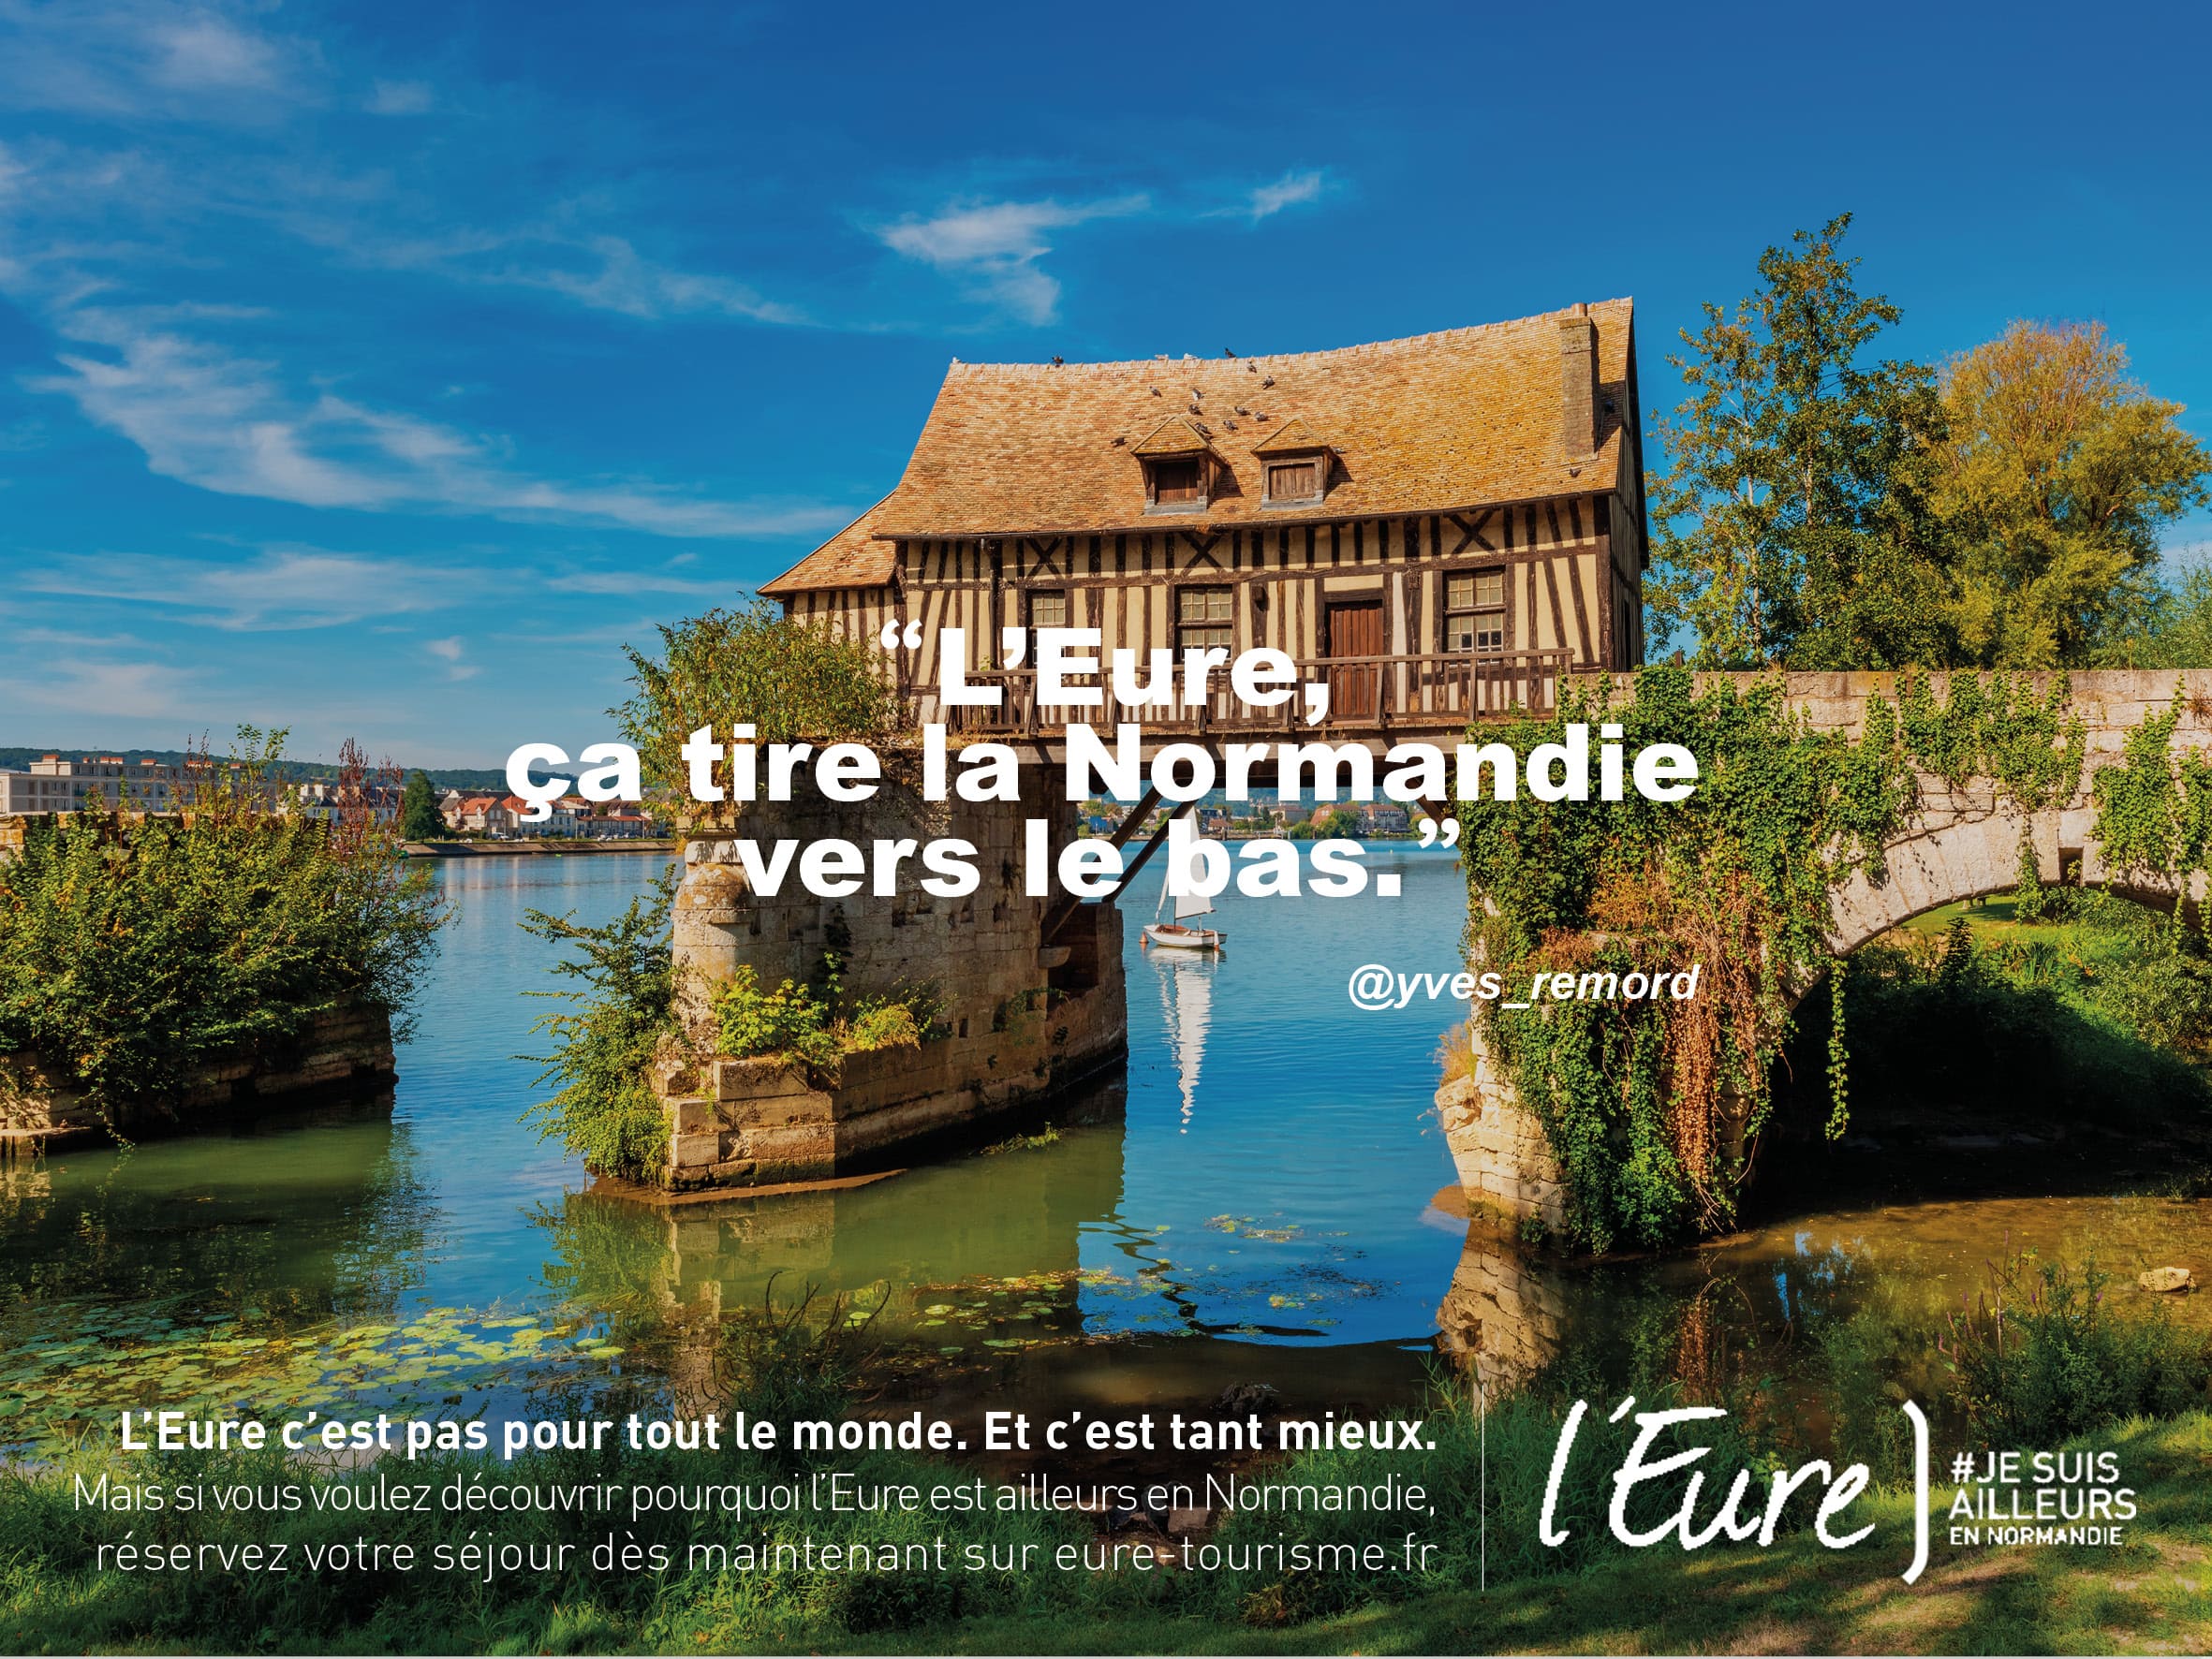 “L’Eure,
ça tire la Normandie
vers le bas.”
@yves_remord
L’Eure c’est pas pour tout le monde. Et c’est tant mieux.
Mais si vous voulez découvrir pourquoi l’Eure est ailleurs en Normandie,
réservez votre séjour dès maintenant sur eure-tourisme.fr
l’Eure
#JE SUIS
AILLEURS
EN NORMANDIE